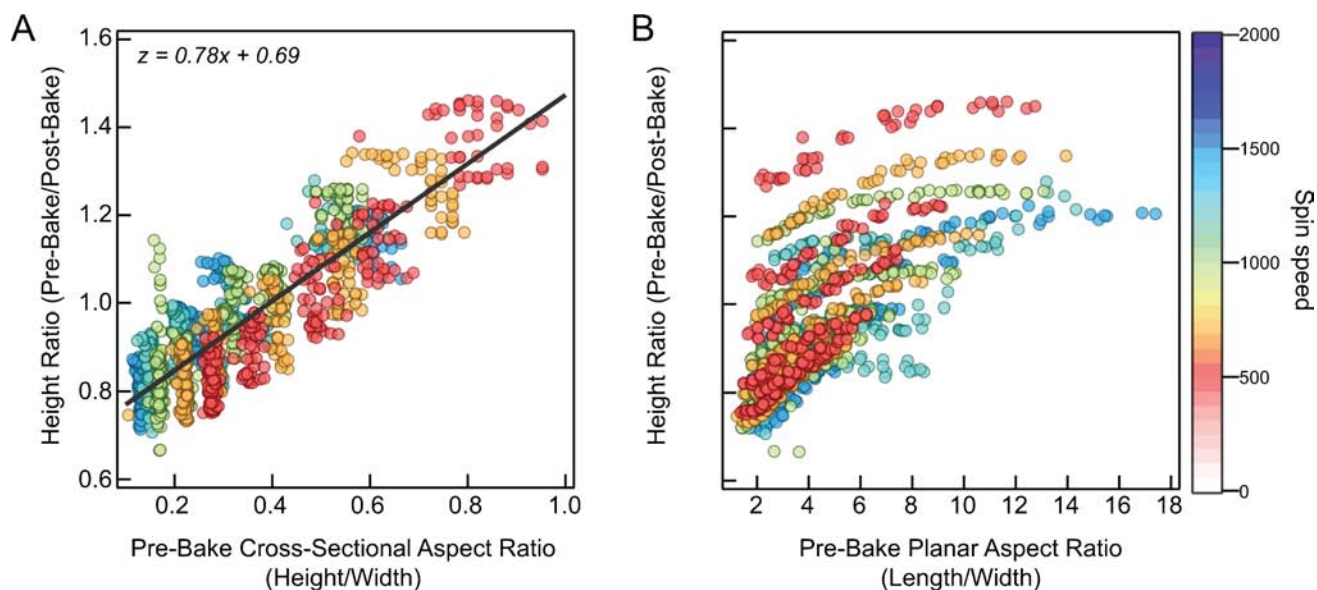 A
z = 0.78x + 0.69
Height Ratio (Pre-Bake/Post-Bake)
1.6
1.4
1.2
1.0
0.8
0.6
0.2 0.4 0.6 0.8 1.0
Pre-Bake Cross-Sectional Aspect Ratio
(Height/Width)
B
Height Ratio (Pre-Bake/Post-Bake)
2 4 6 8 10 12 14 16 18
Pre-Bake Planar Aspect Ratio
(Length/Width)
2000
1500
1000
500
0
Spin speed